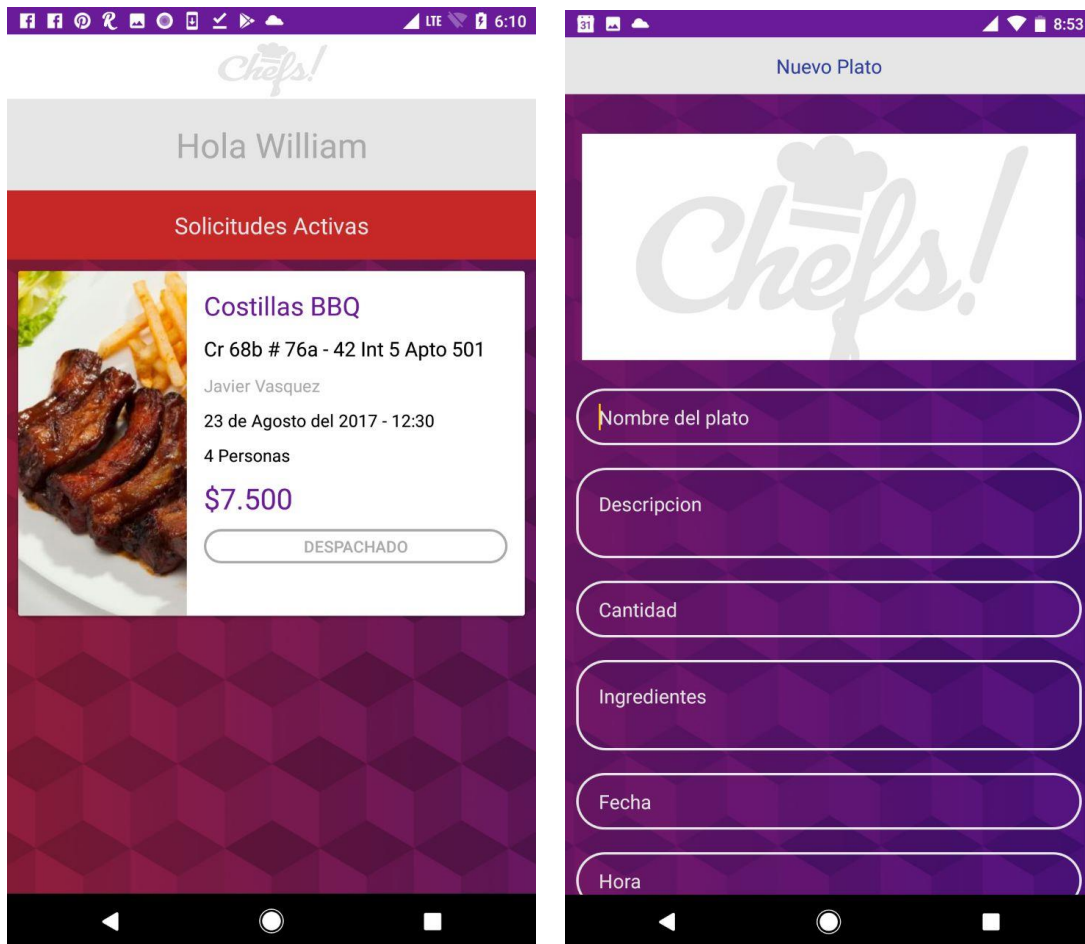 LTE 6:10
Chefs!
Hola William
Solicitudes Activas
Costillas BBQ
Cr 68b # 76a - 42 Int 5 Apto 501
Javier Vasquez
23 de Agosto del 2017 - 12:30
4 Personas
$7.500
DESPACHADO
31 8:53
Nuevo Plato
Chefs!
Nombre del plato
Descripcion
Cantidad
Ingredientes
Fecha
Hora